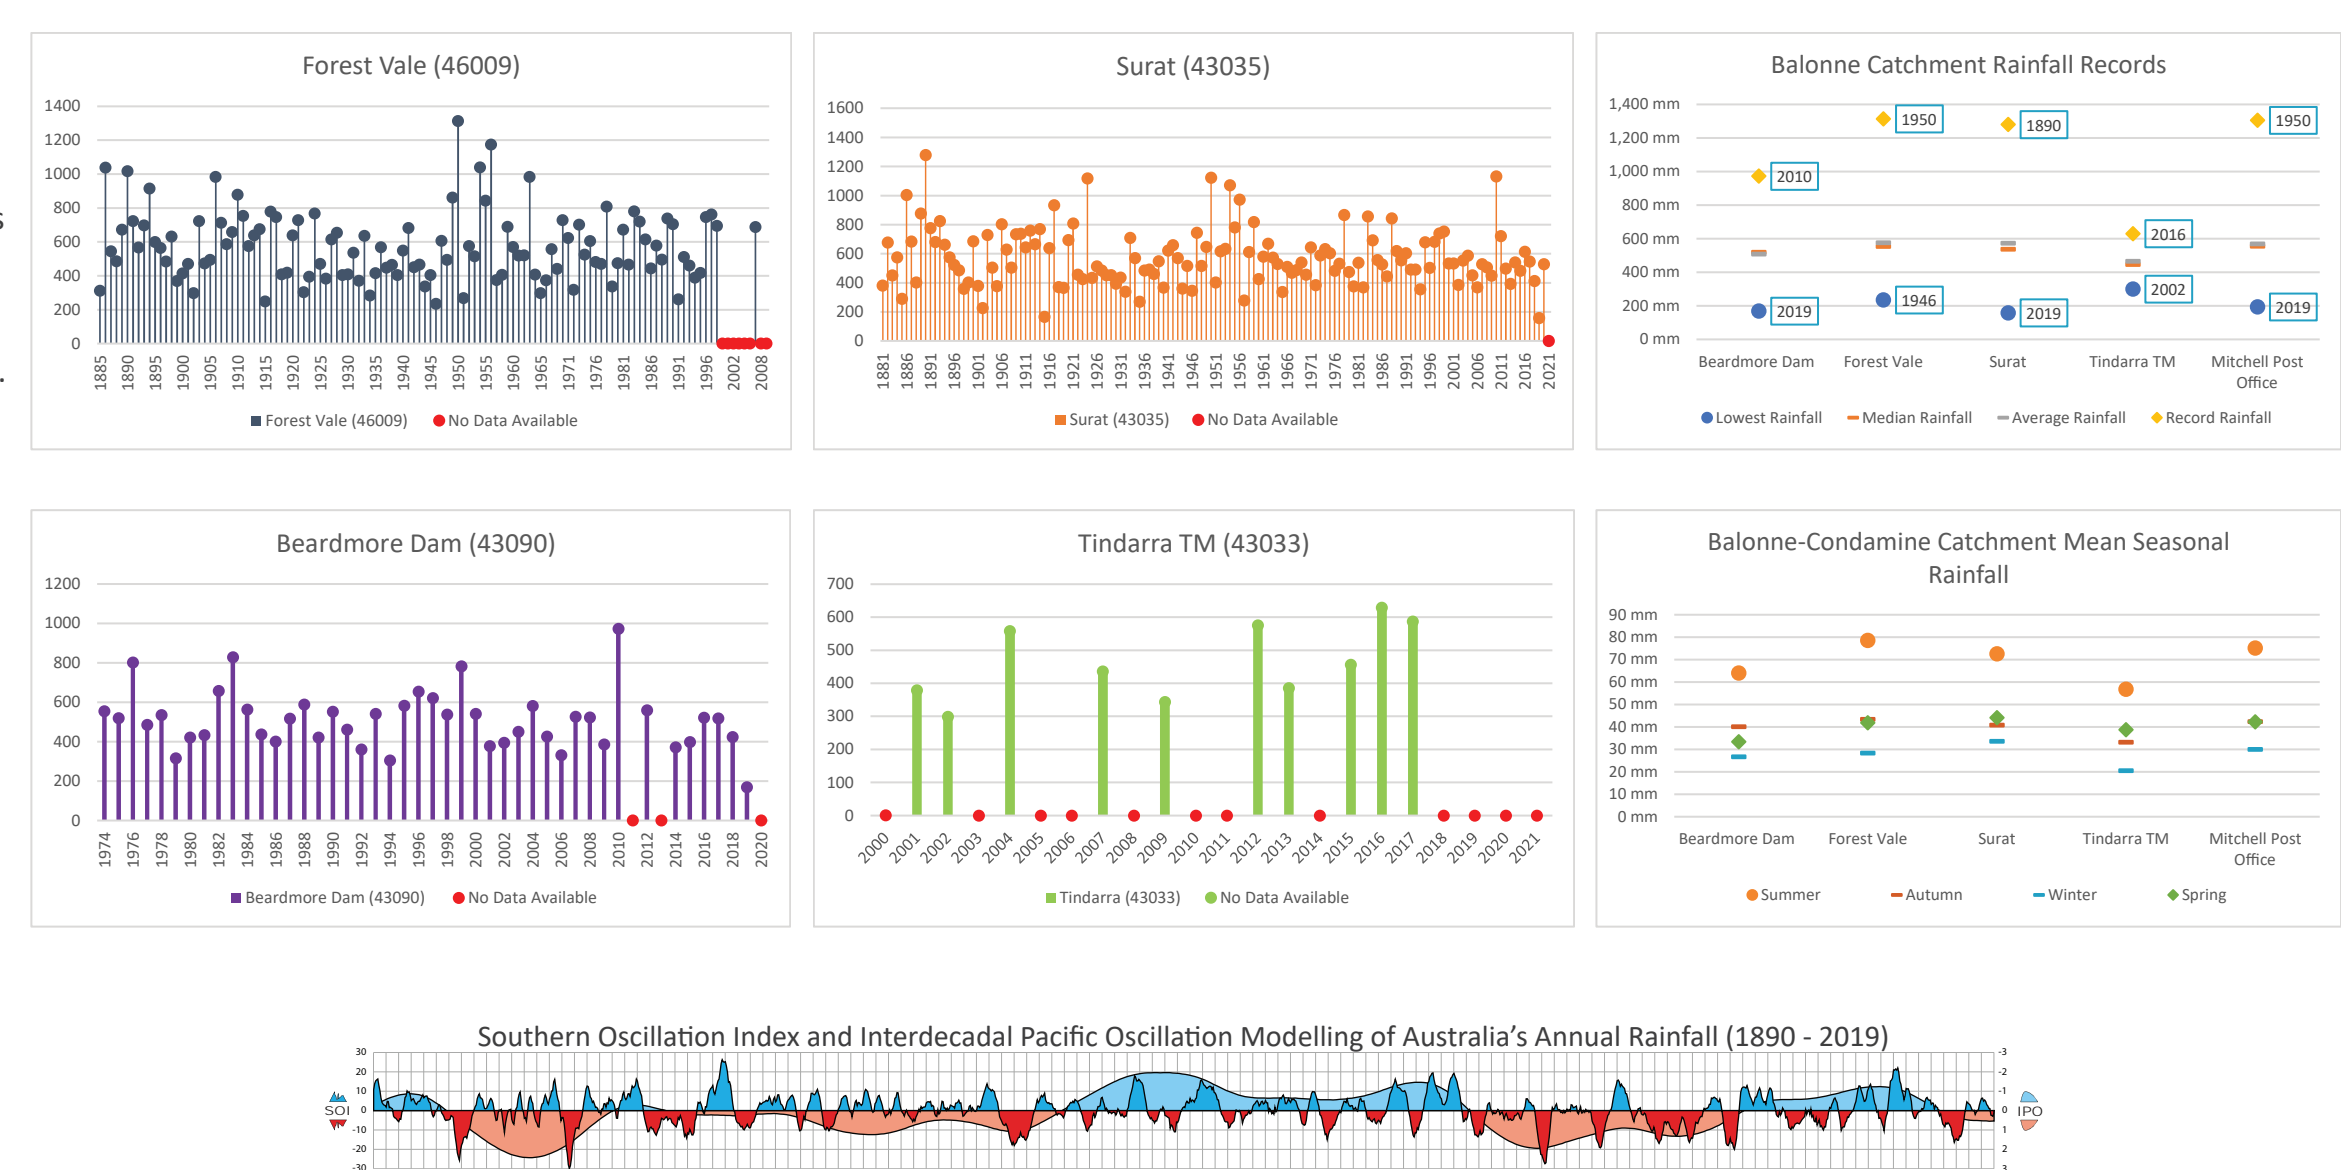 s
.
Forest Vale (46009)
1400
1200
1000
800
600
400
200
0
1885 1890 1895 1900 1905 1910 1915 1920 1925 1930 1935 1940 1945 1950 1955 1960 1965 1971 1976 1981 1986 1991 1996 2002 2008
Forest Vale (46009) No Data Available
Surat (43035)
1600
1400
1200
1000
800
600
400
200
0
1881 1886 1891 1896 1901 1906 1911 1916 1921 1926 1931 1936 1941 1946 1951 1956 1961 1966 1971 1976 1981 1986 1991 1996 2001 2006 2011 2016 2021
Surat (43035) No Data Available
Balonne Catchment Rainfall Records
1,400 mm
1,200 mm
1,000 mm
800 mm
600 mm
400 mm
200 mm
0 mm
2010
1950
1890
2016
1950
2019
1946
2019
2002
2019
Beardmore Dam Forest Vale Surat Tindarra TM Mitchell Post
Office
Lowest Rainfall Median Rainfall Average Rainfall Record Rainfall
Beardmore Dam (43090)
1200
1000
800
600
400
200
0
1974 1976 1978 1980 1982 1984 1986 1988 1990 1992 1994 1996 1998 2000 2002 2004 2006 2008 2010 2012 2014 2016 2018 2020
Beardmore Dam (43090) No Data Available
Tindarra TM (43033)
700
600
500
400
300
200
100
0
2000 2001 2002 2003 2004 2005 2006 2007 2008 2009 2010 2011 2012 2013 2014 2015 2016 2017 2018 2019 2020 2021
Tindarra (43033) No Data Available
Balonne-Condamine Catchment Mean Seasonal
Rainfall
90 mm
80 mm
70 mm
60 mm
50 mm
40 mm
30 mm
20 mm
10 mm
0 mm
Beardmore Dam Forest Vale Surat Tindarra TM Mitchell Post
Office
Summer Autumn Winter Spring
Southern Oscillation Index and Interdecadal Pacific Oscillation Modelling of Australia's Annual Rainfall (1890 - 2019)
30
20
10
0
-10
-20
-30
SOI
-3
-2
-1
0
1
2
3
IPO